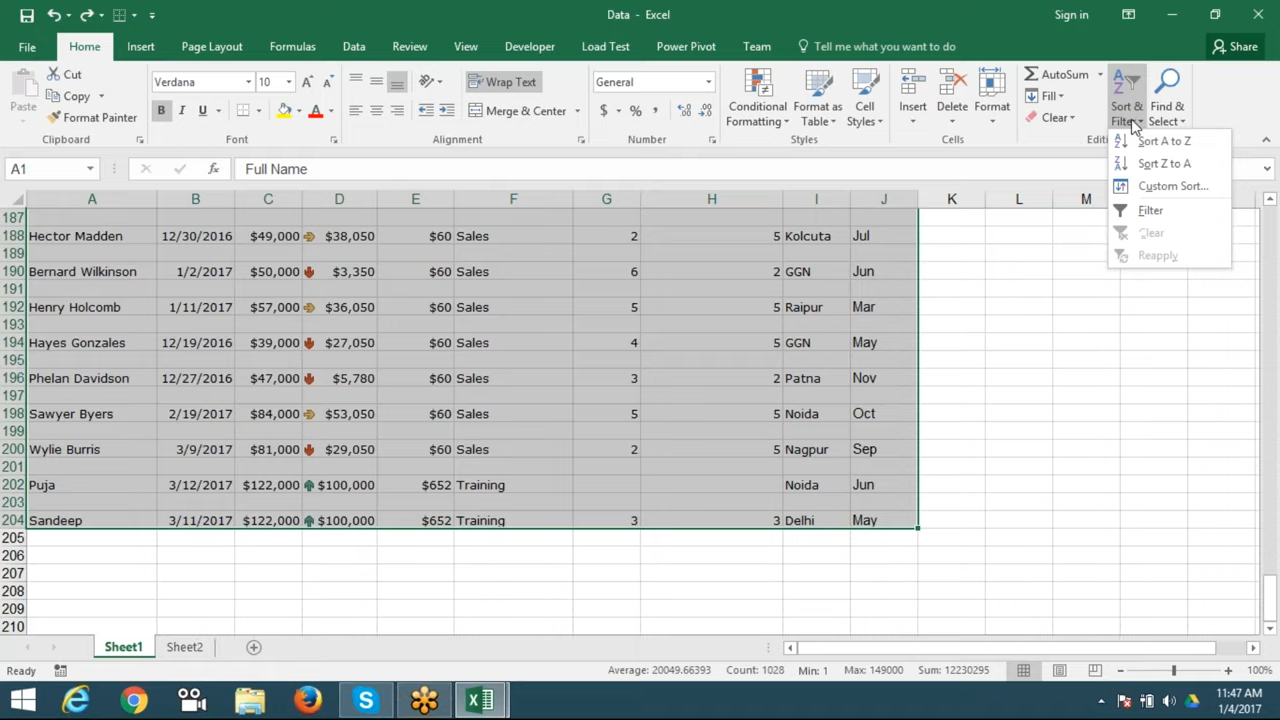 Data - Excel
Sign in
File
Home
Insert
Page Layout
Formulas
Data
Review
View
Developer
Load Test
Power Pivot
Team
Tell me what you want to do
Share
Paste
Cut
Copy
Format Painter
Clipboard
Verdana
10
B I U
Font
Wrap Text
Merge & Center
Alignment
General
$ % ,
Number
Conditional Formatting
Format as Table
Cell Styles
Styles
Insert
Delete
Format
Cells
AutoSum
Fill
Clear
Sort & Filter
Find & Select
Sort A to Z
Sort Z to A
Custom Sort...
Filter
Clear
Reapply
A1
fx
Full Name
A B C D E F G H I J K L M
187
188 Hector Madden 12/30/2016 $49,000 $38,050 $60 Sales 2 5 Kolcuta Jul
189
190 Bernard Wilkinson 1/2/2017 $50,000 $3,350 $60 Sales 6 2 GGN Jun
191
192 Henry Holcomb 1/11/2017 $57,000 $36,050 $60 Sales 5 5 Raipur Mar
193
194 Hayes Gonzales 12/19/2016 $39,000 $27,050 $60 Sales 4 5 GGN May
195
196 Phelan Davidson 12/27/2016 $47,000 $5,780 $60 Sales 3 2 Patna Nov
197
198 Sawyer Byers 2/19/2017 $84,000 $53,050 $60 Sales 5 5 Noida Oct
199
200 Wylie Burris 3/9/2017 $81,000 $29,050 $60 Sales 2 5 Nagpur Sep
201
202 Puja 3/12/2017 $122,000 $100,000 $652 Training Noida Jun
203
204 Sandeep 3/11/2017 $122,000 $100,000 $652 Training 3 3 Delhi May
205
206
207
208
209
210
Sheet1
Sheet2
Ready
Average: 20049.66393
Count: 1028
Min: 1
Max: 149000
Sum: 12230295
100%
11:47 AM
1/4/2017